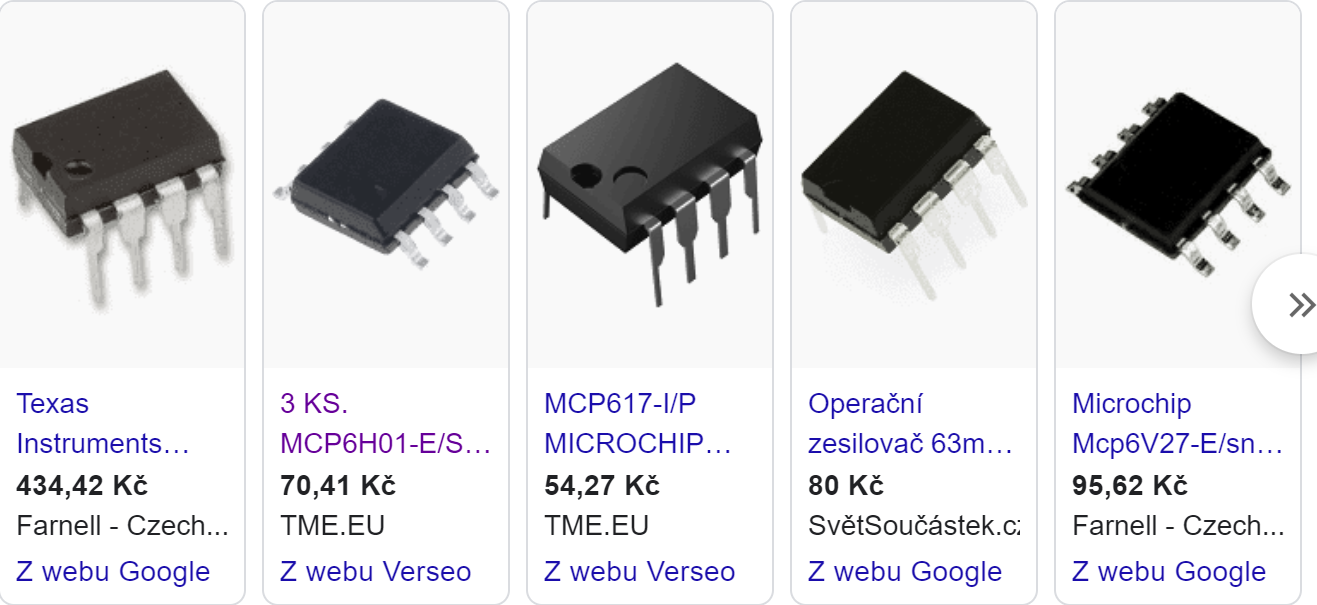 Texas
Instruments…
434,42 Kč
Farnell - Czech...
Z webu Google
3 KS.
MCP6H01-E/S…
70,41 Kč
TME.EU
Z webu Verseo
MCP617-I/P
MICROCHIP…
54,27 Kč
TME.EU
Z webu Verseo
Operační
zesilovač 63m…
80 Kč
SvětSoučástek.cz
Z webu Google
Microchip
Mcp6V27-E/sn…
95,62 Kč
Farnell - Czech...
Z webu Google